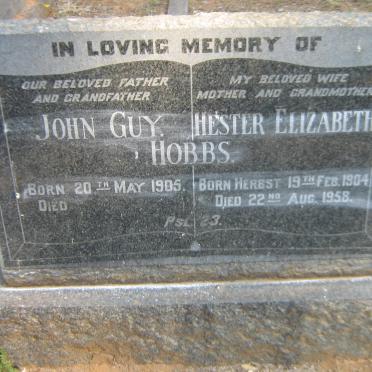 IN LOVING MEMORY OF
OUR BELOVED FATHER
AND GRANDFATHER
JOHN GUY.
MY BELOVED WIFE
MOTHER AND GRANDMOTHER
HESTER ELIZABETH
HOBBS.
BORN 20TH MAY 1905.
DIED
BORN HERBST 19TH FEB. 1904
DIED 22ND AUG. 1958.
PSL 23.